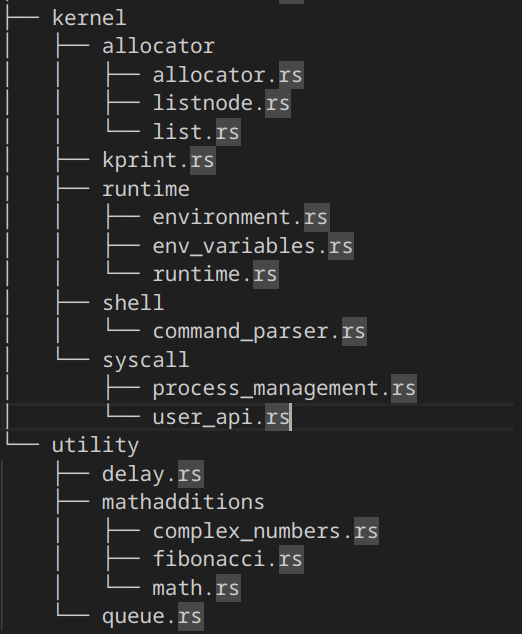 ├── kernel
│   ├── allocator
│   │   ├── allocator.rs
│   │   ├── listnode.rs
│   │   └── list.rs
│   ├── kprint.rs
│   ├── runtime
│   │   ├── environment.rs
│   │   ├── env_variables.rs
│   │   └── runtime.rs
│   ├── shell
│   │   └── command_parser.rs
│   └── syscall
│       ├── process_management.rs
│       └── user_api.rs
└── utility
    ├── delay.rs
    ├── mathadditions
    │   ├── complex_numbers.rs
    │   ├── fibonacci.rs
    │   └── math.rs
    └── queue.rs